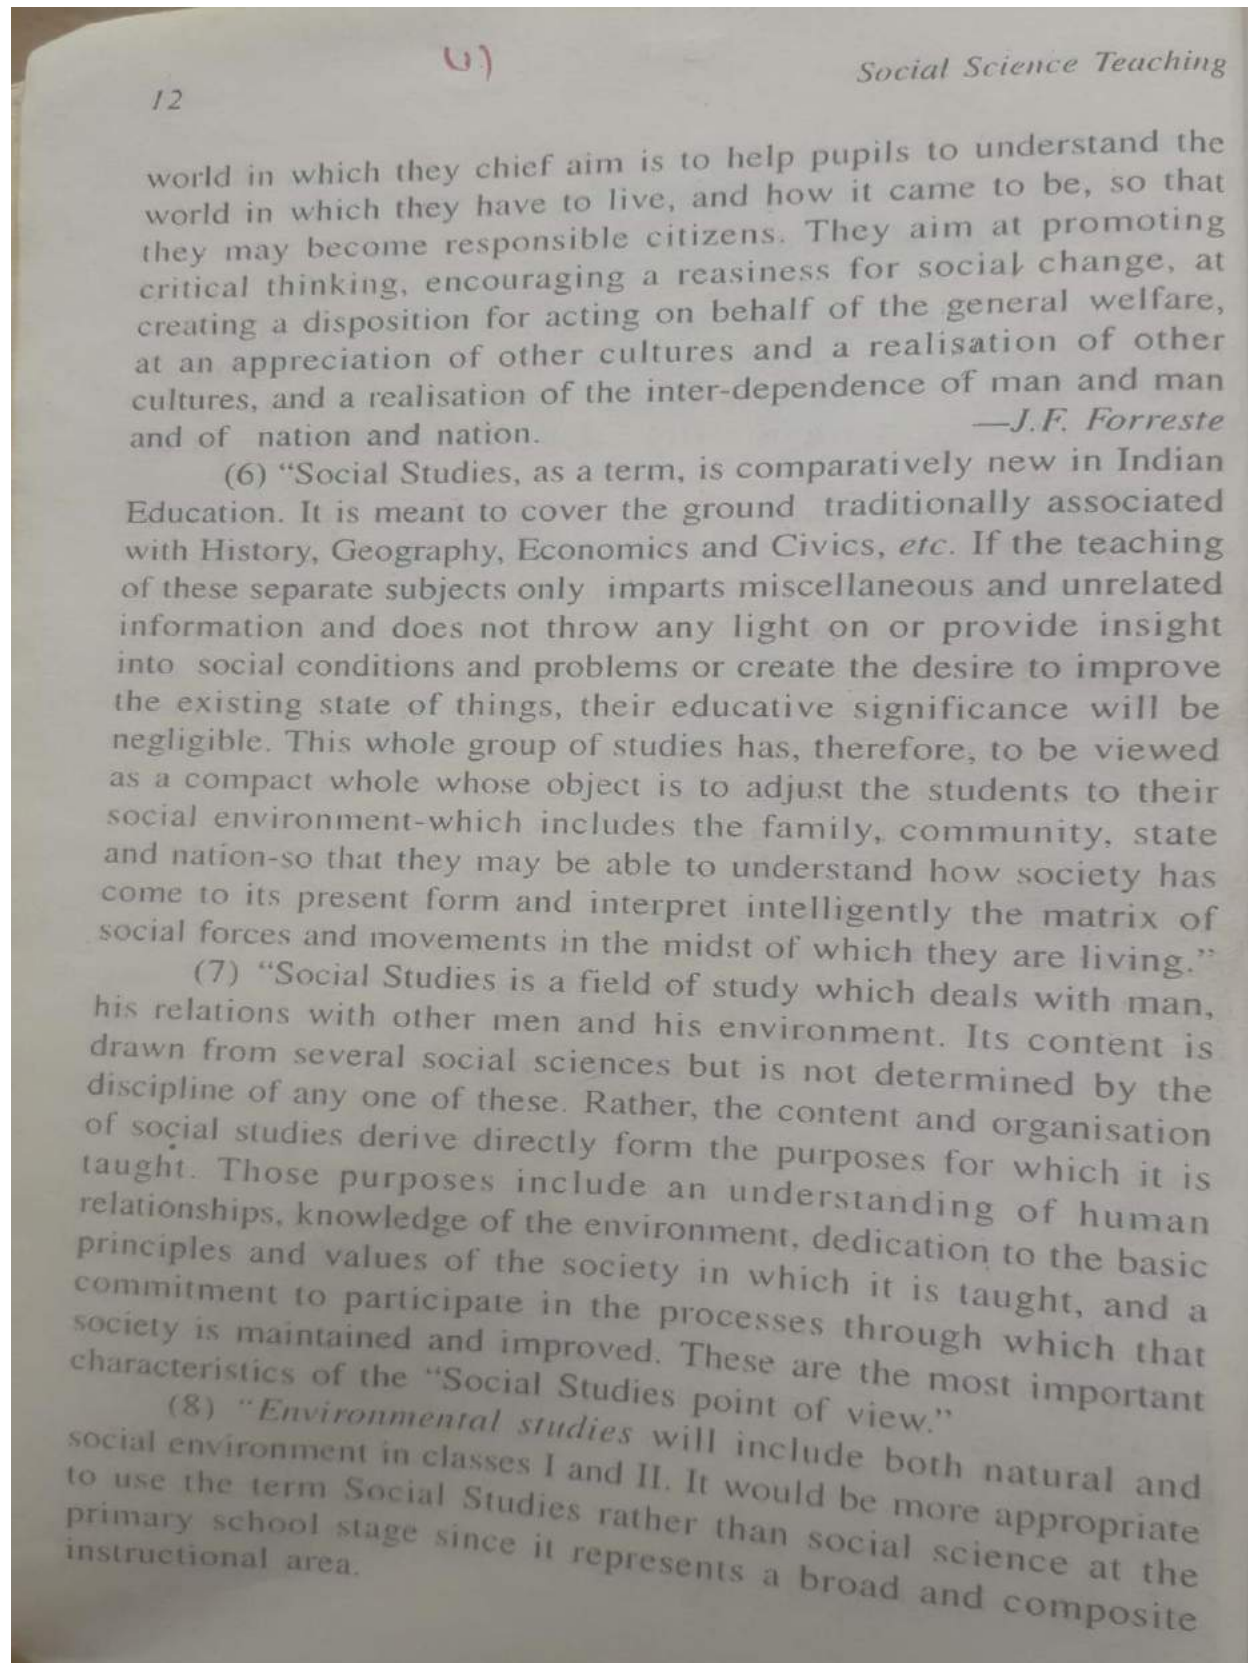 Social Science Teaching
12
world in which they chief aim is to help pupils to understand the
world in which they have to live, and how it came to be, so that
they may become responsible citizens. They aim at promoting
critical thinking, encouraging a reasiness for social change, at
creating a disposition for acting on behalf of the general welfare,
at an appreciation of other cultures and a realisation of other
cultures, and a realisation of the inter-dependence of man and man
and of nation and nation.
—J.F. Forreste
(6) “Social Studies, as a term, is comparatively new in Indian
Education. It is meant to cover the ground traditionally associated
with History, Geography, Economics and Civics, etc. If the teaching
of these separate subjects only imparts miscellaneous and unrelated
information and does not throw any light on or provide insight
into social conditions and problems or create the desire to improve
the existing state of things, their educative significance will be
negligible. This whole group of studies has, therefore, to be viewed
as a compact whole whose object is to adjust the students to their
social environment-which includes the family, community, state
and nation-so that they may be able to understand how society has
come to its present form and interpret intelligently the matrix of
social forces and movements in the midst of which they are living.”
(7) “Social Studies is a field of study which deals with man,
his relations with other men and his environment. Its content is
drawn from several social sciences but is not determined by the
discipline of any one of these. Rather, the content and organisation
of social studies derive directly form the purposes for which it is
taught. Those purposes include an understanding of human
relationships, knowledge of the environment, dedication to the basic
principles and values of the society in which it is taught, and a
commitment to participate in the processes through which that
society is maintained and improved. These are the most important
characteristics of the “Social Studies point of view.”
(8) “Environmental studies will include both natural and
social environment in classes I and II. It would be more appropriate
to use the term Social Studies rather than social science at the
primary school stage since it represents a broad and composite
instructional area.